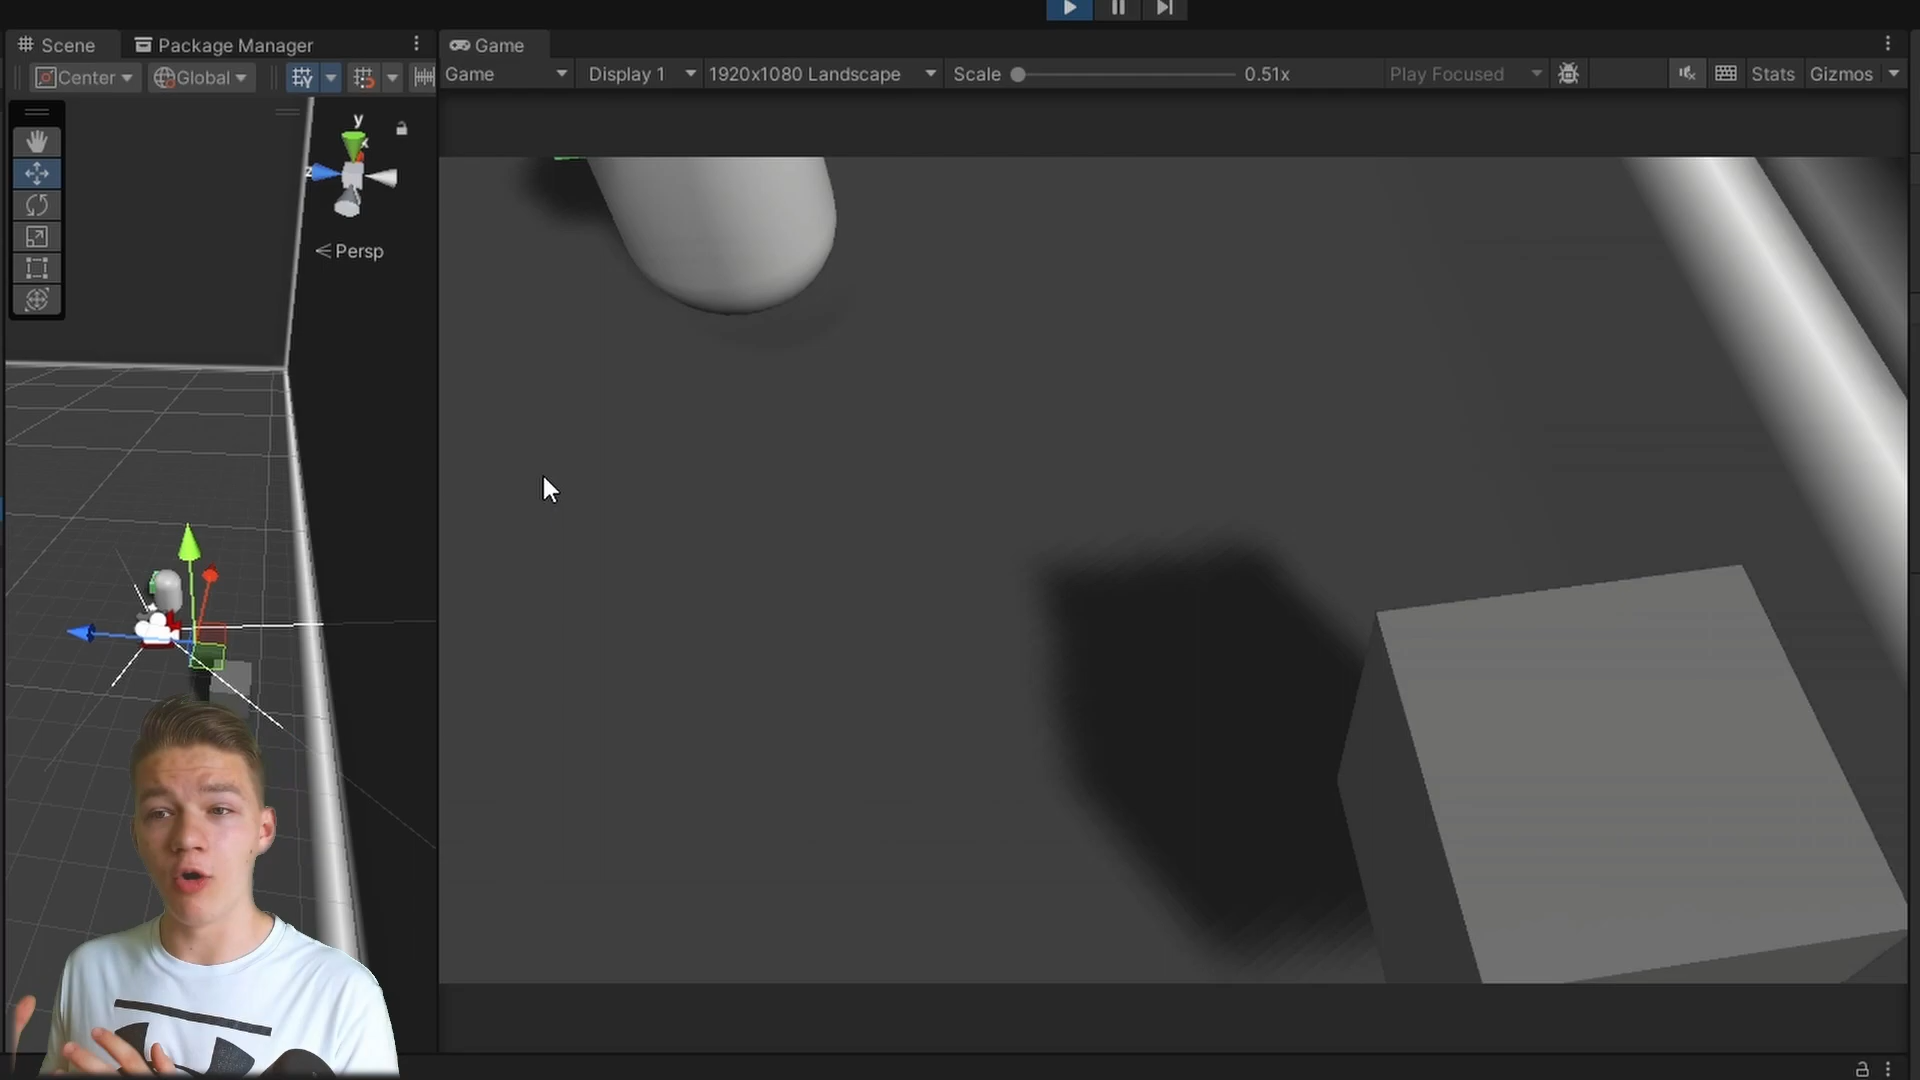 Scene
Package Manager
Game
Center
Global
Game
Display 1
1920x1080 Landscape
Scale
0.51x
Play Focused
Stats
Gizmos
y
x
z
Persp